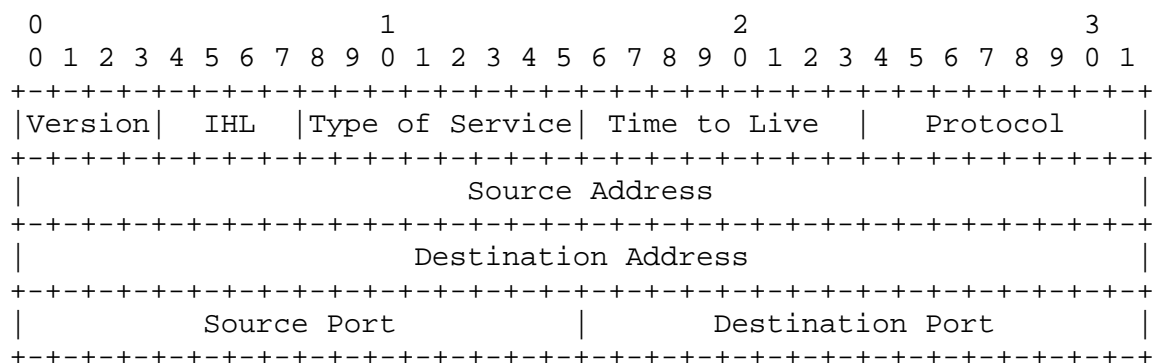 0                   1                   2                   3
 0 1 2 3 4 5 6 7 8 9 0 1 2 3 4 5 6 7 8 9 0 1 2 3 4 5 6 7 8 9 0 1
+-+-+-+-+-+-+-+-+-+-+-+-+-+-+-+-+-+-+-+-+-+-+-+-+-+-+-+-+-+-+-+-+
|Version|  IHL  |Type of Service| Time to Live  |   Protocol    |
+-+-+-+-+-+-+-+-+-+-+-+-+-+-+-+-+-+-+-+-+-+-+-+-+-+-+-+-+-+-+-+-+
|                         Source Address                        |
+-+-+-+-+-+-+-+-+-+-+-+-+-+-+-+-+-+-+-+-+-+-+-+-+-+-+-+-+-+-+-+-+
|                      Destination Address                      |
+-+-+-+-+-+-+-+-+-+-+-+-+-+-+-+-+-+-+-+-+-+-+-+-+-+-+-+-+-+-+-+-+
|          Source Port          |       Destination Port        |
+-+-+-+-+-+-+-+-+-+-+-+-+-+-+-+-+-+-+-+-+-+-+-+-+-+-+-+-+-+-+-+-+